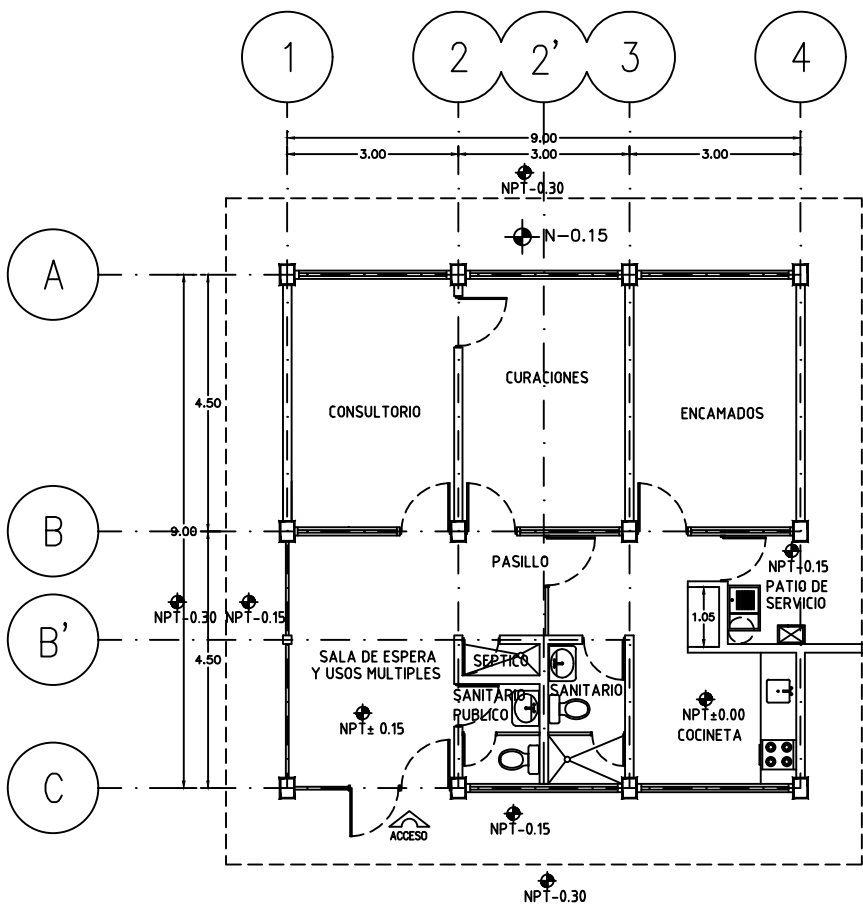 1
2
2'
3
4
9.00
3.00
3.00
3.00
NPT-0.30
N-0.15
A
4.50
CURACIONES
CONSULTORIO
ENCAMADOS
B
9.00
PASILLO
NPT-0.15
PATIO DE
SERVICIO
NPT-0.30
NPT-0.15
1.05
B'
4.50
SALA DE ESPERA
Y USOS MULTIPLES
SEPTICO
SANITARIO
PUBLICO
SANITARIO
NPT± 0.15
NPT±0.00
COCINETA
C
ACCESO
NPT-0.15
NPT-0.30